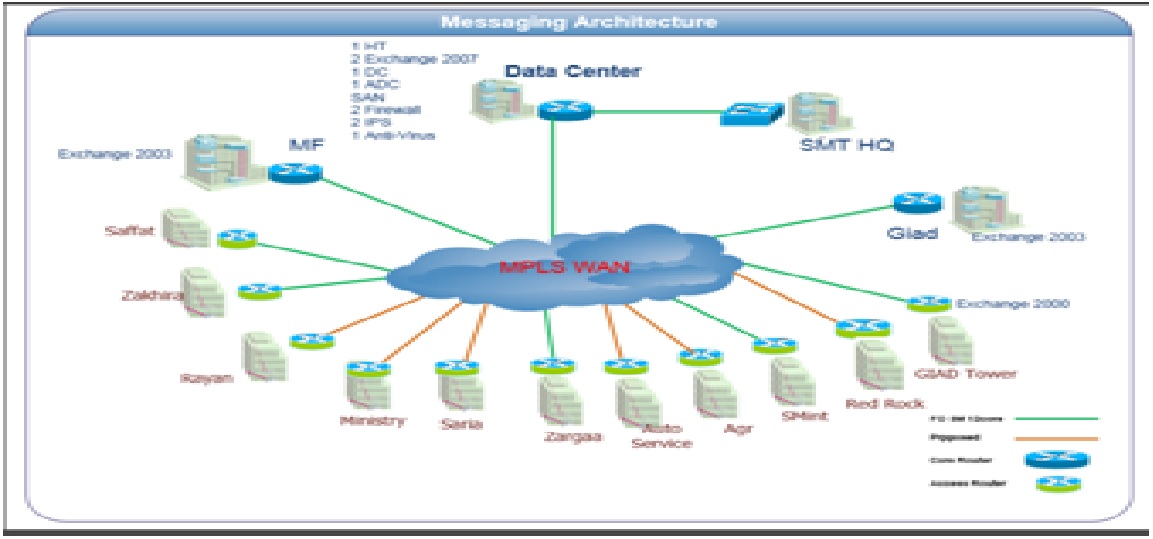 Messaging Architecture
1 HT
2 Exchange 2007
1 DC
1 ADC
SAN
2 Firewall
2 IPS
1 Anti-Virus
Data Center
SMT HQ
MF
Exchange 2003
Giad
Exchange 2003
Saffat
Zakhira
MPLS WAN
Exchange 2000
Rayan
Ministry
Saria
Zargaa
Auto
Service
Agr
SMint
Red Rock
GIAD Tower
Proposed
Core Router
Access Router